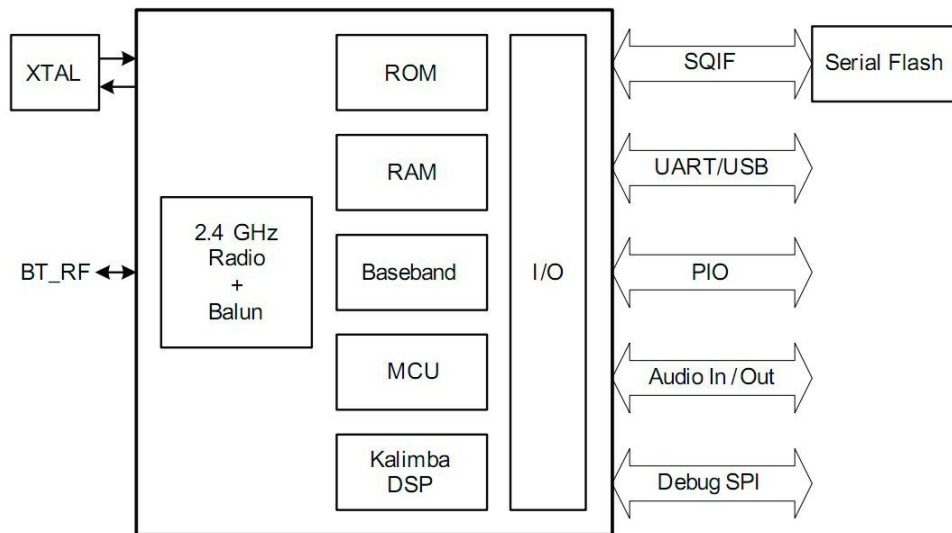 XTAL
BT_RF
2.4 GHz
Radio
+
Balun
ROM
RAM
Baseband
MCU
Kalimba
DSP
I/O
SQIF
UART/USB
PIO
Audio In / Out
Debug SPI
Serial Flash